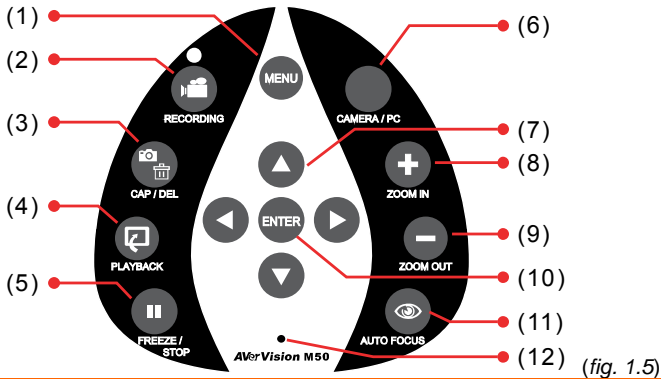 (1)
(2)
(3)
(4)
(5)
(6)
(7)
(8)
(9)
(10)
(11)
(12)
MENU
RECORDING
CAMERA / PC
CAP / DEL
ZOOM IN
ENTER
PLAYBACK
ZOOM OUT
FREEZE /
STOP
AUTO FOCUS
AVerVision M50
(fig. 1.5)